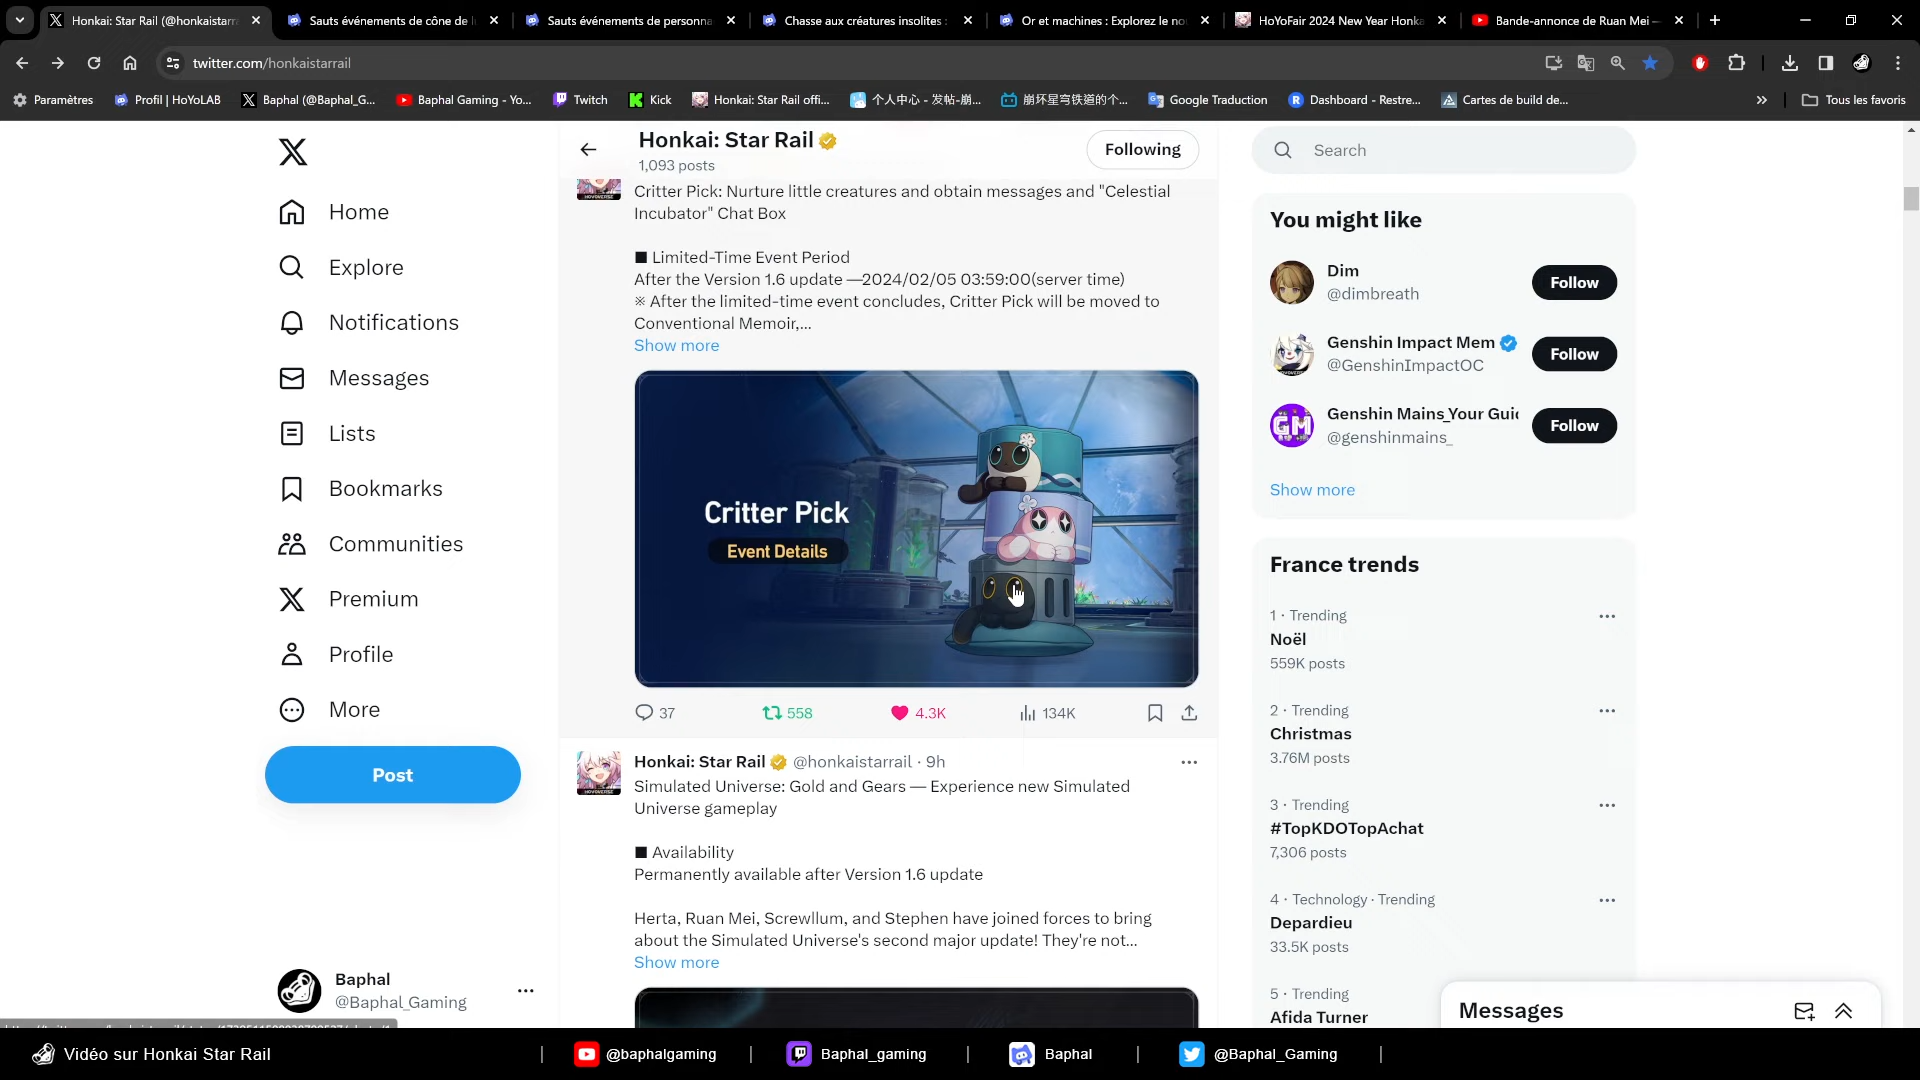 Honkai: Star Rail (@honkaistarra
Sauts événements de cône de lu
Sauts événements de personna
Chasse aux créatures insolites :
Or et machines : Explorez le no
HoYoFair 2024 New Year Honka
Bande-annonce de Ruan Mei —
twitter.com/honkaistarrail
Paramètres
Profil | HoYoLAB
Baphal (@Baphal_G...
Baphal Gaming - Yo...
Twitch
Kick
Honkai: Star Rail offi...
个人中心 - 发帖-崩...
崩坏星穹铁道的个...
Google Traduction
Dashboard - Restre...
Cartes de build de...
Tous les favoris
Home
Explore
Notifications
Messages
Lists
Bookmarks
Communities
Premium
Profile
More
Post
Baphal
@Baphal_Gaming
Honkai: Star Rail
1,093 posts
Following
Critter Pick: Nurture little creatures and obtain messages and "Celestial
Incubator" Chat Box
■ Limited-Time Event Period
After the Version 1.6 update —2024/02/05 03:59:00(server time)
※ After the limited-time event concludes, Critter Pick will be moved to
Conventional Memoir,...
Show more
Critter Pick
Event Details
37
558
4.3K
134K
Honkai: Star Rail @honkaistarrail · 9h
Simulated Universe: Gold and Gears — Experience new Simulated
Universe gameplay
■ Availability
Permanently available after Version 1.6 update
Herta, Ruan Mei, Screwllum, and Stephen have joined forces to bring
about the Simulated Universe's second major update! They're not...
Show more
Search
You might like
Dim
@dimbreath
Follow
Genshin Impact Mem
@GenshinImpactOC
Follow
GM
Genshin Mains_Your Guid
@genshinmains_
Follow
Show more
France trends
1 · Trending
Noël
559K posts
2 · Trending
Christmas
3.76M posts
3 · Trending
#TopKDOTopAchat
7,306 posts
4 · Technology · Trending
Depardieu
33.5K posts
5 · Trending
Afida Turner
Messages
Vidéo sur Honkai Star Rail
@baphalgaming
Baphal_gaming
Baphal
@Baphal_Gaming